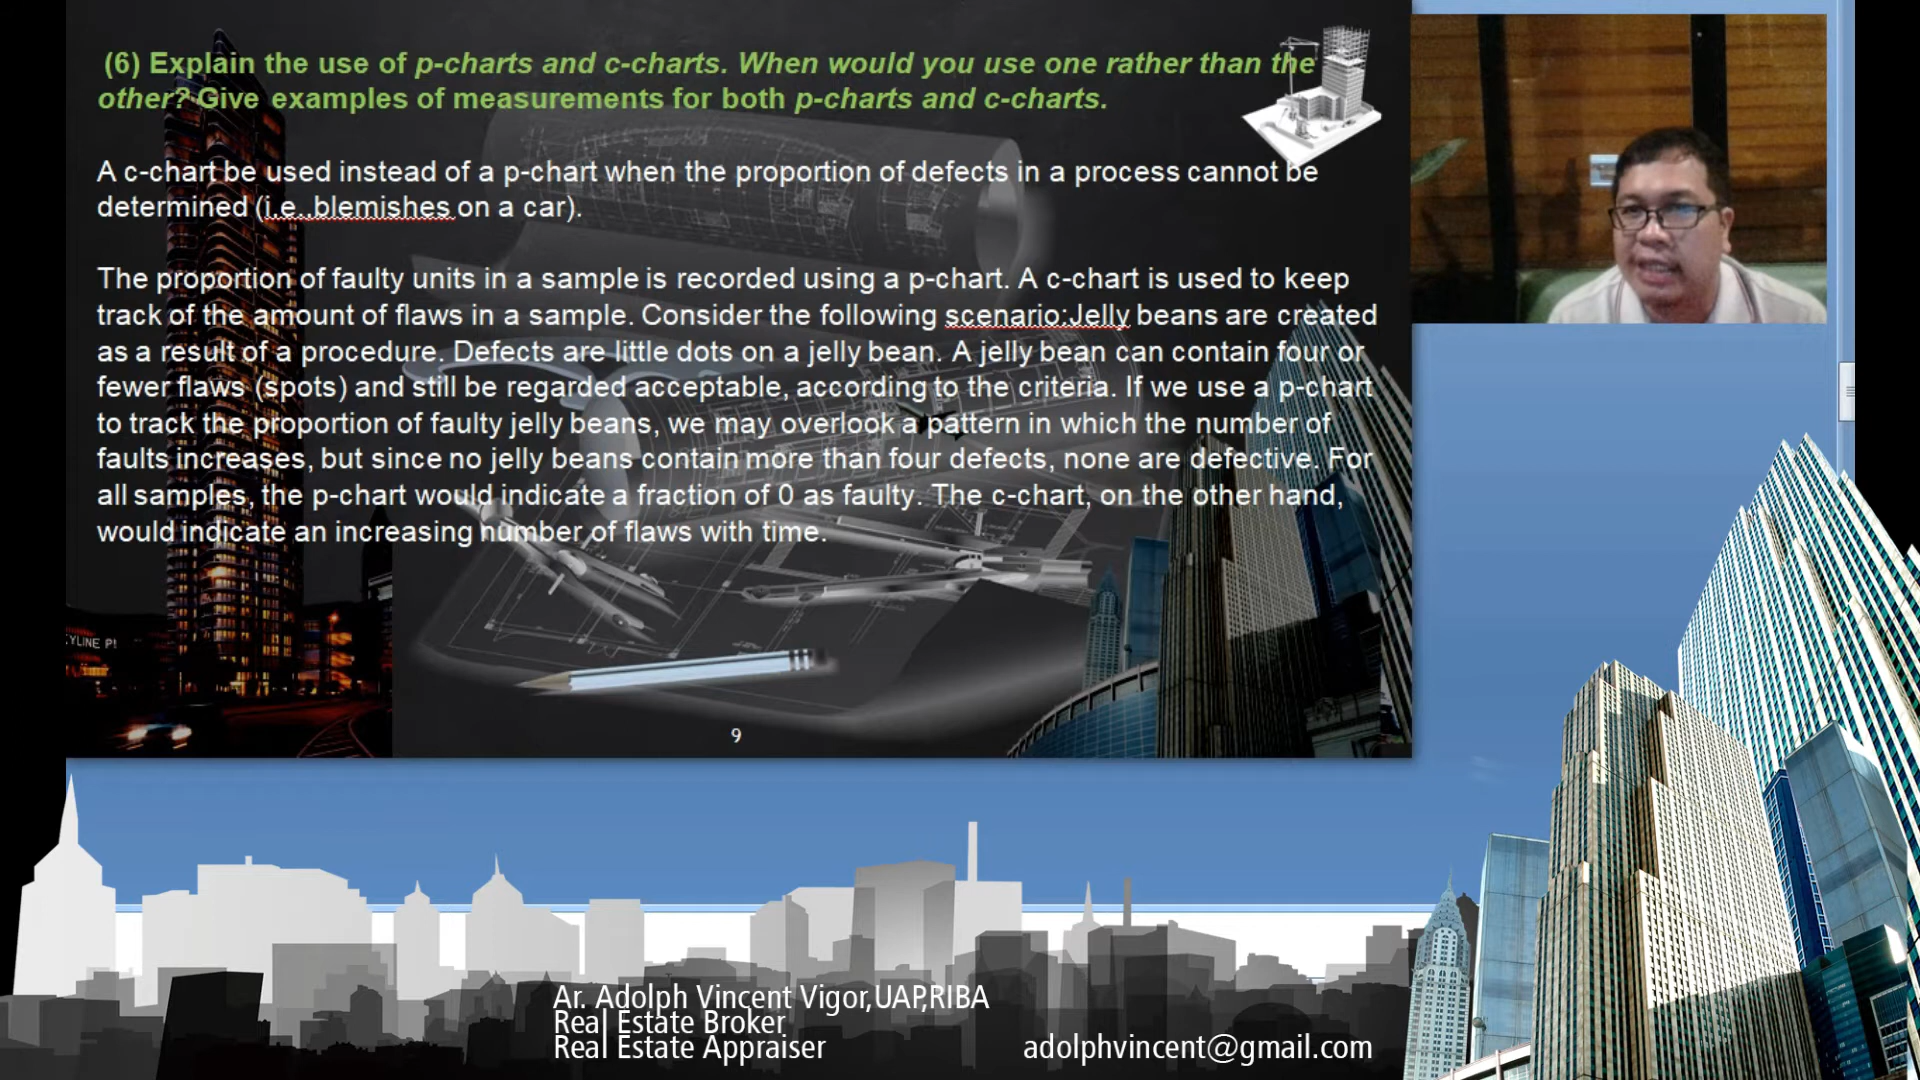 (6) Explain the use of p-charts and c-charts. When would you use one rather than the
other? Give examples of measurements for both p-charts and c-charts.
A c-chart be used instead of a p-chart when the proportion of defects in a process cannot be
determined (i.e.,blemishes on a car).
The proportion of faulty units in a sample is recorded using a p-chart. A c-chart is used to keep
track of the amount of flaws in a sample. Consider the following scenario:Jelly beans are created
as a result of a procedure. Defects are little dots on a jelly bean. A jelly bean can contain four or
fewer flaws (spots) and still be regarded acceptable, according to the criteria. If we use a p-chart
to track the proportion of faulty jelly beans, we may overlook a pattern in which the number of
faults increases, but since no jelly beans contain more than four defects, none are defective. For
all samples, the p-chart would indicate a fraction of 0 as faulty. The c-chart, on the other hand,
would indicate an increasing number of flaws with time.
9
Ar. Adolph Vincent Vigor,UAP,RIBA
Real Estate Broker
Real Estate Appraiser
adolphvincent@gmail.com